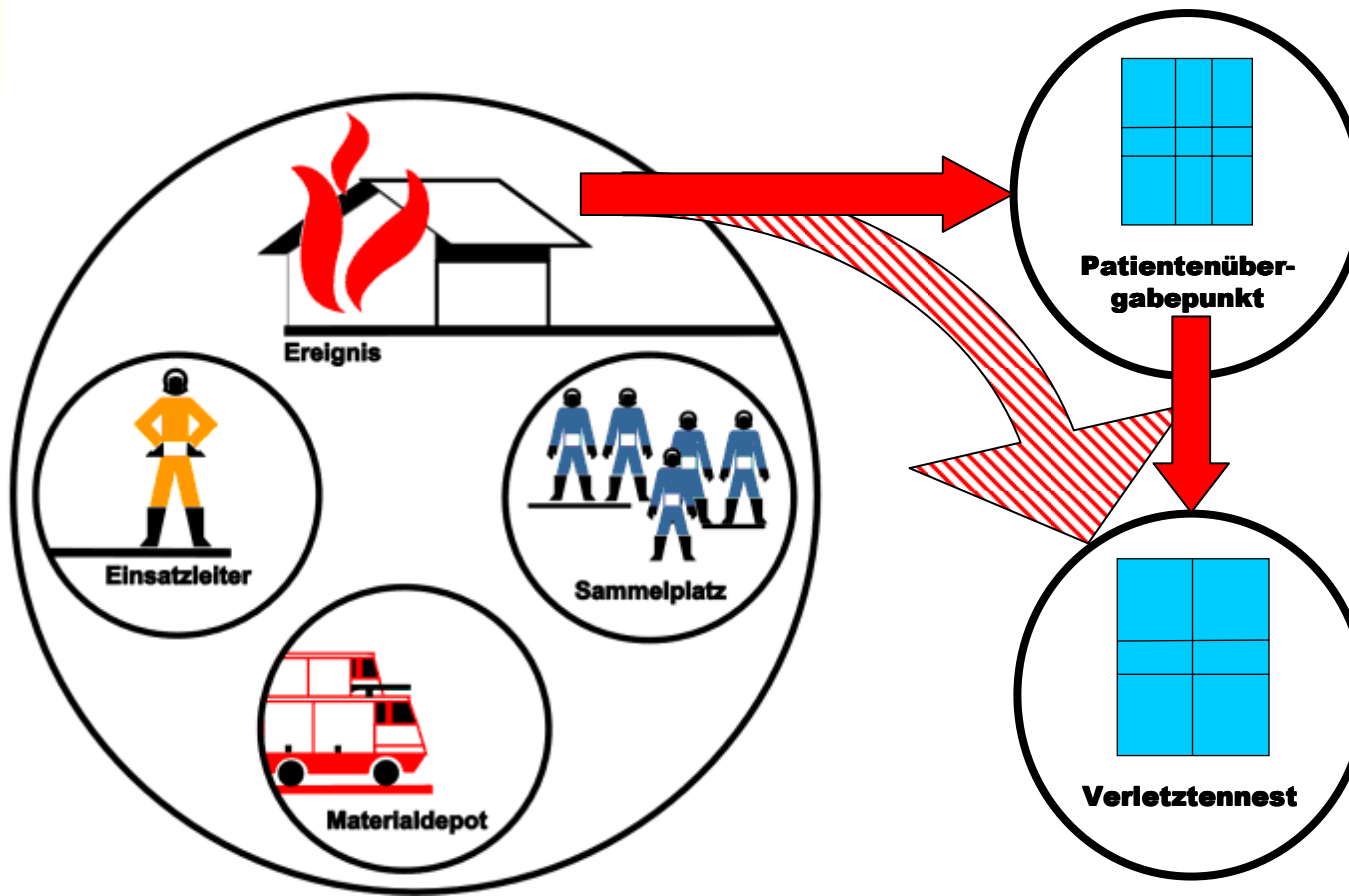 Patientenüber-
gabepunkt
Ereignis
Einsatzleiter
Sammelplatz
Materialdepot
Verletztennest